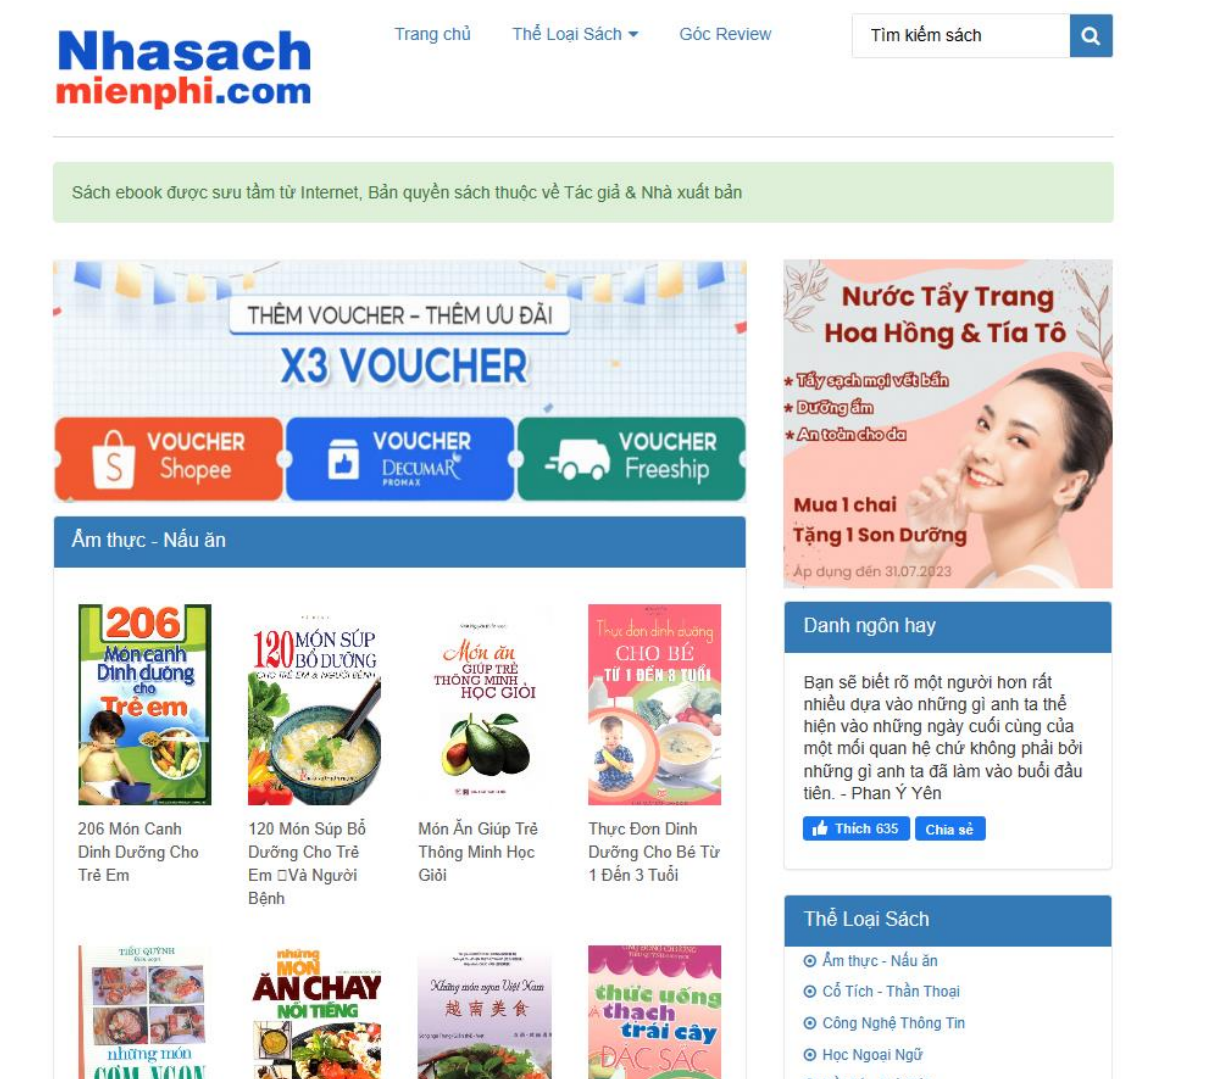 Nhasach
mienphi.com
Trang chủ
Thể Loại Sách
Góc Review
Tìm kiếm sách
Sách ebook được sưu tầm từ Internet, Bản quyền sách thuộc về Tác giả & Nhà xuất bản
THÊM VOUCHER – THÊM ƯU ĐÃI
X3 VOUCHER
VOUCHER
Shopee
VOUCHER
DECUMAR
PROMAX
VOUCHER
Freeship
Nước Tẩy Trang
Hoa Hồng & Tía Tô
* Tẩy sạch mọi vết bẩn
* Dưỡng ẩm
* An toàn cho da
Mua 1 chai
Tặng 1 Son Dưỡng
Áp dụng đến 31.07.2023
Ẩm thực - Nấu ăn
206
Món canh
Dinh dưỡng
cho
Trẻ em
120 MÓN SÚP
BỔ DƯỠNG
CHO TRẺ EM & NGƯỜI BỆNH
Món ăn
GIÚP TRẺ
THÔNG MINH
HỌC GIỎI
Thực đơn dinh dưỡng
CHO BÉ
TỪ 1 ĐẾN 3 TUỔI
206 Món Canh
Dinh Dưỡng Cho
Trẻ Em
120 Món Súp Bổ
Dưỡng Cho Trẻ
Em □Và Người
Bệnh
Món Ăn Giúp Trẻ
Thông Minh Học
Giỏi
Thực Đơn Dinh
Dưỡng Cho Bé Từ
1 Đến 3 Tuổi
TIỂU QUỲNH
những món
CƠM NGON
những
MÓN
ĂN CHAY
NỔI TIẾNG
Những món ngon Việt Nam
越南美食
thức uống
& thạch
trái cây
ĐẶC SẮC
Danh ngôn hay
Bạn sẽ biết rõ một người hơn rất
nhiều dựa vào những gì anh ta thể
hiện vào những ngày cuối cùng của
một mối quan hệ chứ không phải bởi
những gì anh ta đã làm vào buổi đầu
tiên. - Phan Ý Yên
Thích 635
Chia sẻ
Thể Loại Sách
Ẩm thực - Nấu ăn
Cổ Tích - Thần Thoại
Công Nghệ Thông Tin
Học Ngoại Ngữ